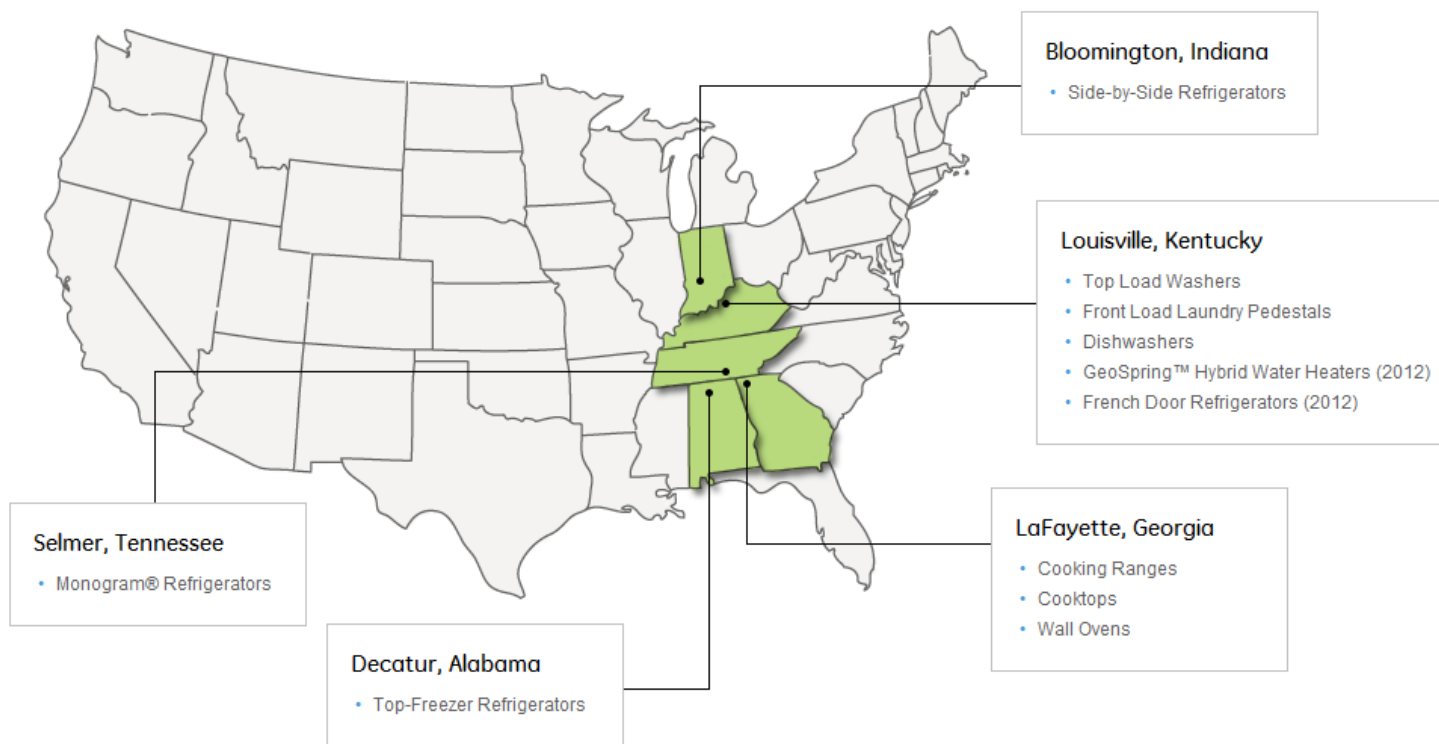 Bloomington, Indiana
• Side-by-Side Refrigerators
Louisville, Kentucky
• Top Load Washers
• Front Load Laundry Pedestals
• Dishwashers
• GeoSpring™ Hybrid Water Heaters (2012)
• French Door Refrigerators (2012)
LaFayette, Georgia
• Cooking Ranges
• Cooktops
• Wall Ovens
Selmer, Tennessee
• Monogram® Refrigerators
Decatur, Alabama
• Top-Freezer Refrigerators